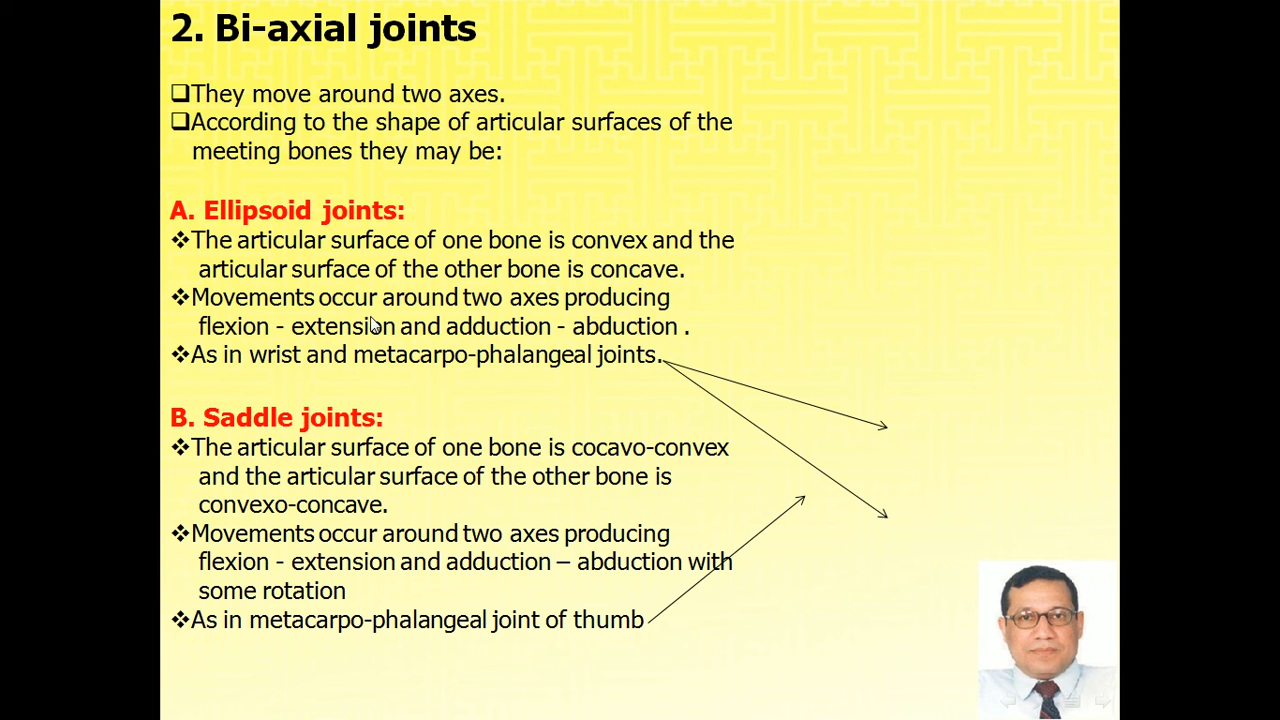 2. Bi-axial joints
❑They move around two axes.
❑According to the shape of articular surfaces of the
meeting bones they may be:
A. Ellipsoid joints:
❖The articular surface of one bone is convex and the
articular surface of the other bone is concave.
❖Movements occur around two axes producing
flexion - extension and adduction - abduction .
❖As in wrist and metacarpo-phalangeal joints.
B. Saddle joints:
❖The articular surface of one bone is cocavo-convex
and the articular surface of the other bone is
convexo-concave.
❖Movements occur around two axes producing
flexion - extension and adduction – abduction with
some rotation
❖As in metacarpo-phalangeal joint of thumb